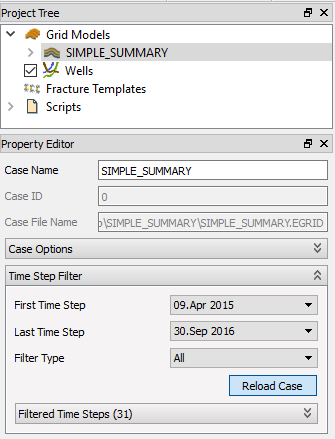 Project Tree
Grid Models
SIMPLE_SUMMARY
Wells
Fracture Templates
Scripts
Property Editor
Case Name SIMPLE_SUMMARY
Case ID 0
Case File Name \SIMPLE_SUMMARY\SIMPLE_SUMMARY.EGRID
Case Options
Time Step Filter
First Time Step 09.Apr 2015
Last Time Step 30.Sep 2016
Filter Type All
Reload Case
Filtered Time Steps (31)